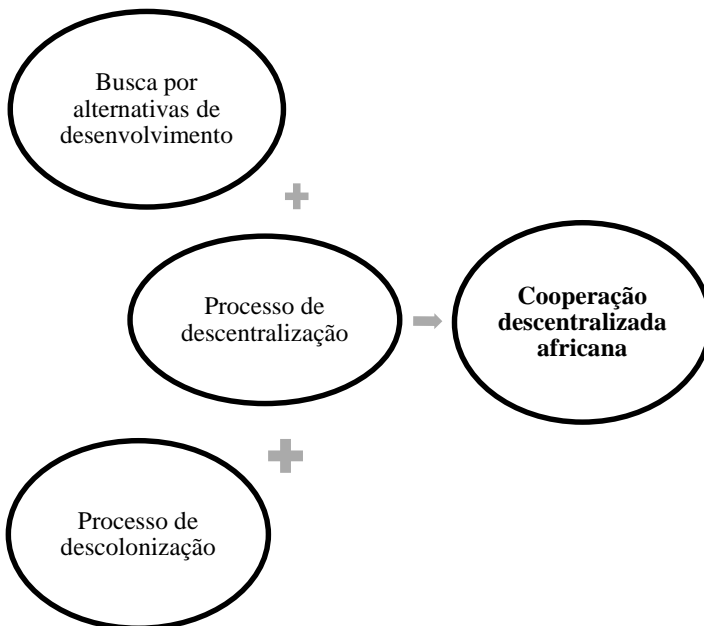 Busca por
alternativas de
desenvolvimento
+
Processo de
descentralização
Cooperação
descentralizada
africana
+
Processo de
descolonização